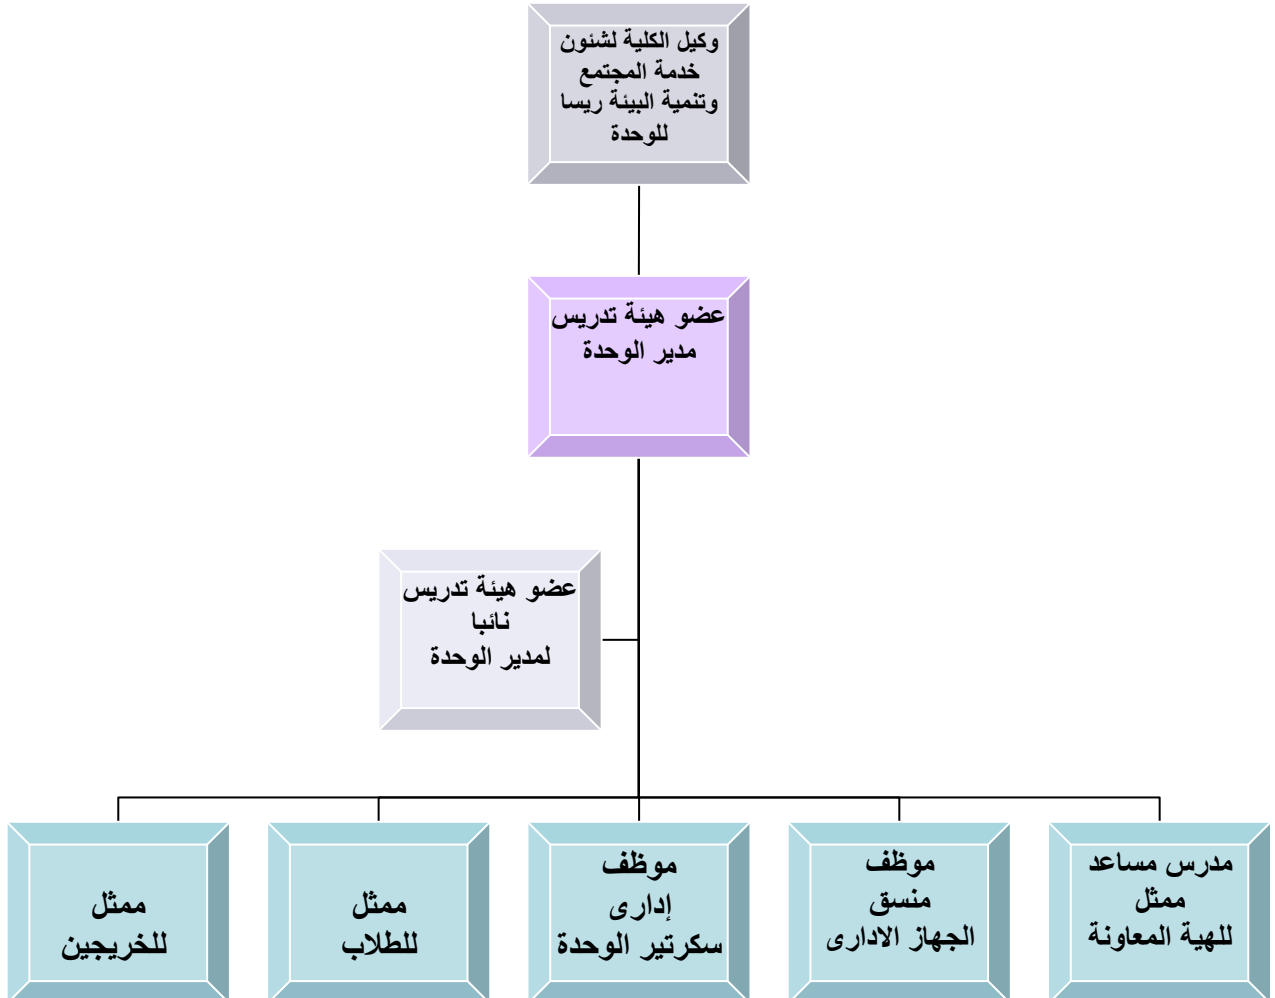 وكيل الكلية لشئون
خدمة المجتمع
وتنمية البيئة ريسا
للوحدة
عضو هيئة تدريس
مدير الوحدة
عضو هيئة تدريس
نائبا
لمدير الوحدة
مدرس مساعد
ممثل
للهية المعاونة
موظف
منسق
الجهاز الادارى
موظف
إدارى
سكرتير الوحدة
ممثل
للطلاب
ممثل
للخريجين